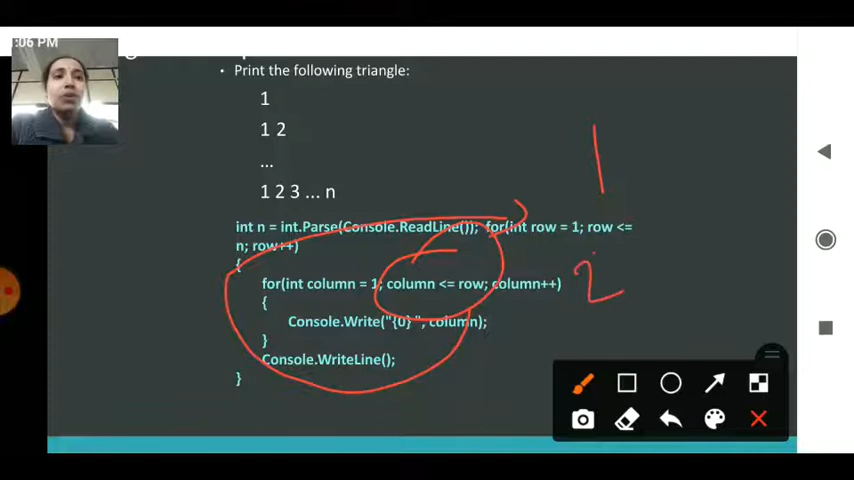 1:06 PM
• Print the following triangle:
1
1 2
...
1 2 3 ... n
1
int n = int.Parse(Console.ReadLine()); for(int row = 1; row <=
n; row++)
{
for(int column = 1; column <= row; column++)
2
{
Console.Write("{0} ", column);
}
Console.WriteLine();
}